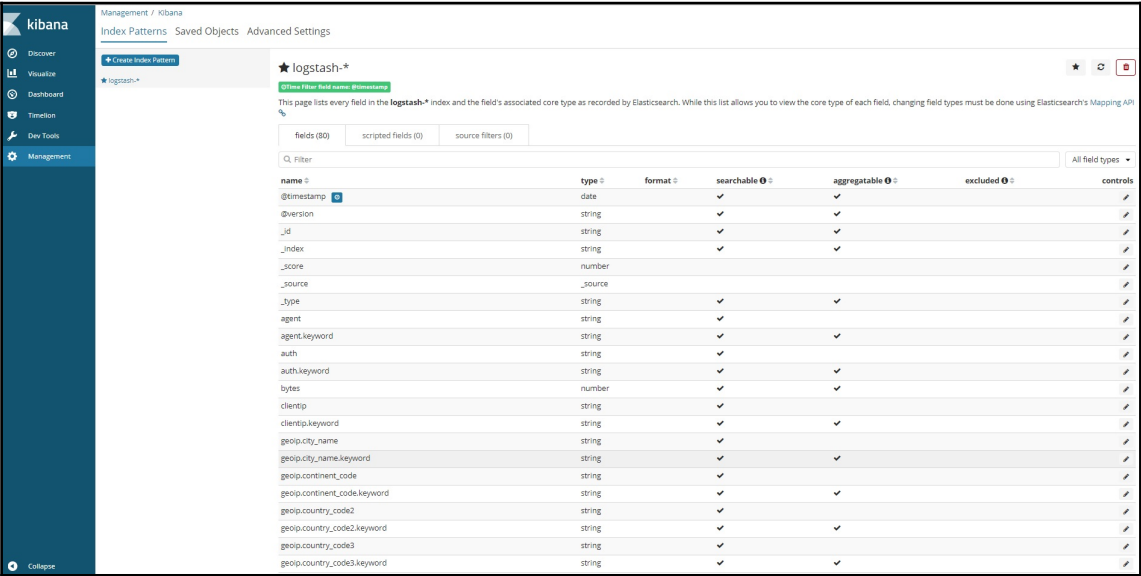 kibana
Discover
Visualize
Dashboard
Timelion
Dev Tools
Management
Collapse
Management / Kibana
Index Patterns Saved Objects Advanced Settings
+ Create Index Pattern
★ logstash-*
★ logstash-*
Time Filter field name: @timestamp
This page lists every field in the logstash-* index and the field's associated core type as recorded by Elasticsearch. While this list allows you to view the core type of each field, changing field types must be done using Elasticsearch's Mapping API
fields (80) scripted fields (0) source filters (0)
Filter All field types
name type format searchable aggregatable excluded controls
@timestamp date ✔ ✔
@version string ✔ ✔
_id string ✔ ✔
_index string ✔ ✔
_score number
_source _source
_type string ✔ ✔
agent string ✔
agent.keyword string ✔ ✔
auth string ✔
auth.keyword string ✔ ✔
bytes number ✔ ✔
clientip string ✔
clientip.keyword string ✔ ✔
geoip.city_name string ✔
geoip.city_name.keyword string ✔ ✔
geoip.continent_code string ✔
geoip.continent_code.keyword string ✔ ✔
geoip.country_code2 string ✔
geoip.country_code2.keyword string ✔ ✔
geoip.country_code3 string ✔
geoip.country_code3.keyword string ✔ ✔